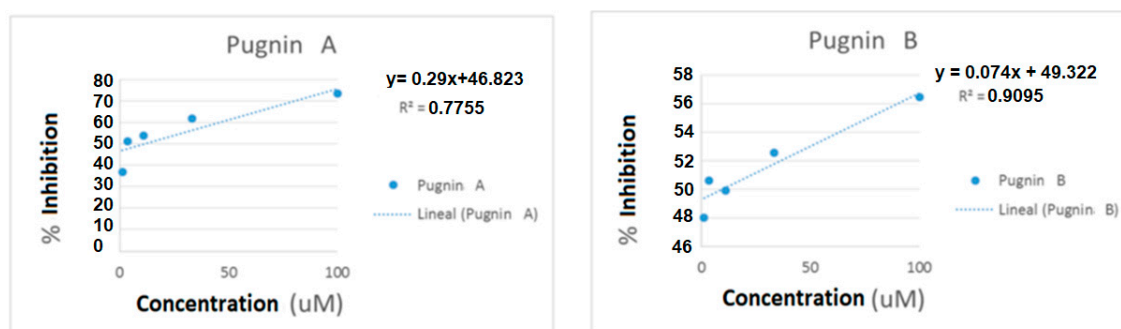 Pugnin A
y= 0.29x+46.823
R² = 0.7755
80
70
60
50
40
30
20
10
0
% Inhibition
Pugnin A
Lineal (Pugnin A)
0 50 100
Concentration (uM)
Pugnin B
y = 0.074x + 49.322
R² = 0.9095
58
56
54
52
50
48
46
% Inhibition
Pugnin B
Lineal (Pugnin B)
0 50 100
Concentration (uM)